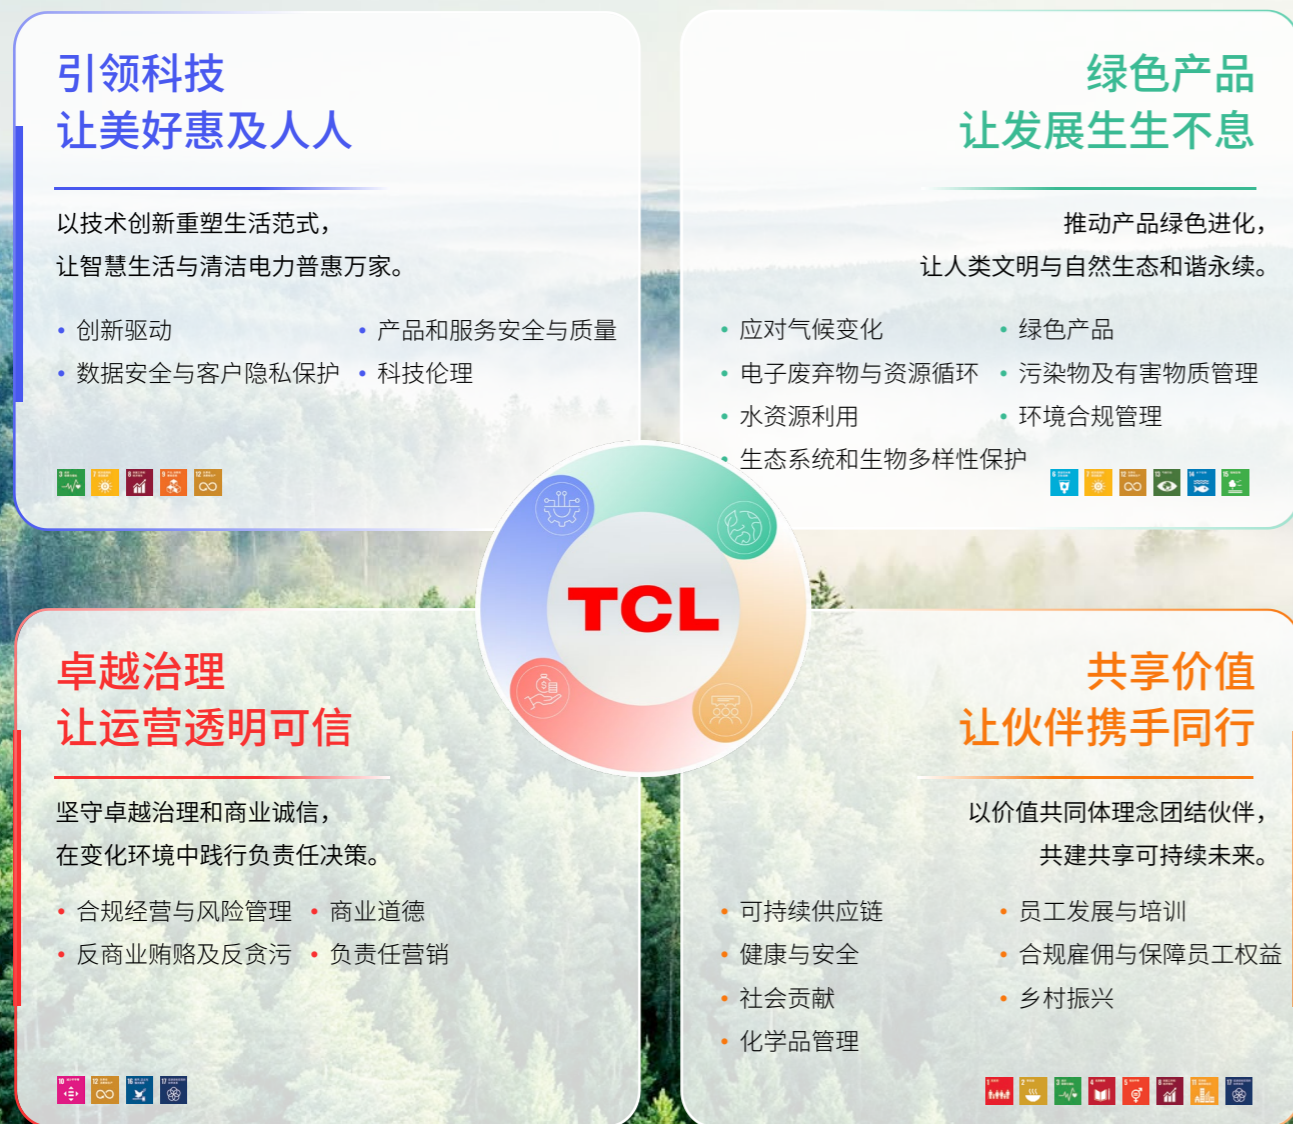 引领科技
让美好惠及人人
以技术创新重塑生活范式，
让智慧生活与清洁电力普惠万家。
• 创新驱动
• 产品和服务安全与质量
• 数据安全与客户隐私保护
• 科技伦理
绿色产品
让发展生生不息
推动产品绿色进化，
让人类文明与自然生态和谐永续。
• 应对气候变化
• 绿色产品
• 电子废弃物与资源循环
• 污染物及有害物质管理
• 水资源利用
• 环境合规管理
• 生态系统和生物多样性保护
TCL
卓越治理
让运营透明可信
坚守卓越治理和商业诚信，
在变化环境中践行负责任决策。
• 合规经营与风险管理
• 商业道德
• 反商业贿赂及反贪污
• 负责任营销
共享价值
让伙伴携手同行
以价值共同体理念团结伙伴，
共建共享可持续未来。
• 可持续供应链
• 员工发展与培训
• 健康与安全
• 合规雇佣与保障员工权益
• 社会贡献
• 乡村振兴
• 化学品管理